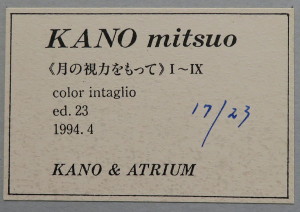 KANO mitsuo
《月の視力をもって》I～IX
color intaglio
ed. 23
1994. 4
17/23
KANO & ATRIUM